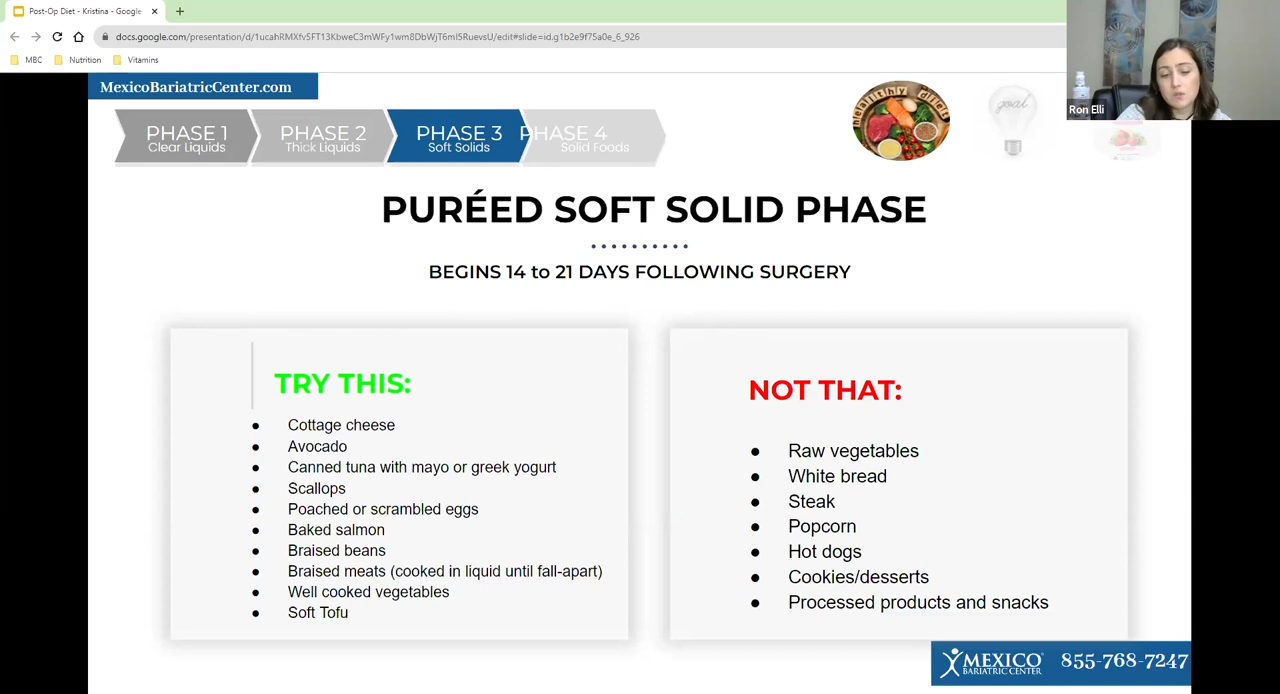 Post-Op Diet - Kristina - Google
docs.google.com/presentation/d/1ucahRMXfv5FT13KbweC3mWFy1wm8DbWjT6mI5RuevsU/edit#slide=id.g1b2e9f75a0e_6_926
MBC
Nutrition
Vitamins
Ron Elli
MexicoBariatricCenter.com
PHASE 1
Clear Liquids
PHASE 2
Thick Liquids
PHASE 3
Soft Solids
PHASE 4
Solid Foods
goal
PURÉED SOFT SOLID PHASE
BEGINS 14 to 21 DAYS FOLLOWING SURGERY
TRY THIS:
● Cottage cheese
● Avocado
● Canned tuna with mayo or greek yogurt
● Scallops
● Poached or scrambled eggs
● Baked salmon
● Braised beans
● Braised meats (cooked in liquid until fall-apart)
● Well cooked vegetables
● Soft Tofu
NOT THAT:
● Raw vegetables
● White bread
● Steak
● Popcorn
● Hot dogs
● Cookies/desserts
● Processed products and snacks
MEXICO
BARIATRIC CENTER
855-768-7247